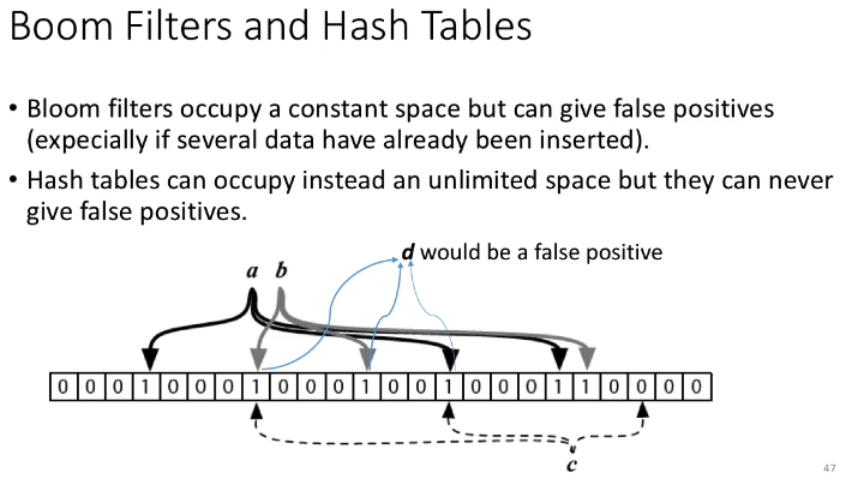 Boom Filters and Hash Tables
• Bloom filters occupy a constant space but can give false positives
(expecially if several data have already been inserted).
• Hash tables can occupy instead an unlimited space but they can never
give false positives.
d would be a false positive
a b
0 0 0 1 0 0 0 1 0 0 0 1 0 0 1 0 0 0 1 1 0 0 0 0
c
47